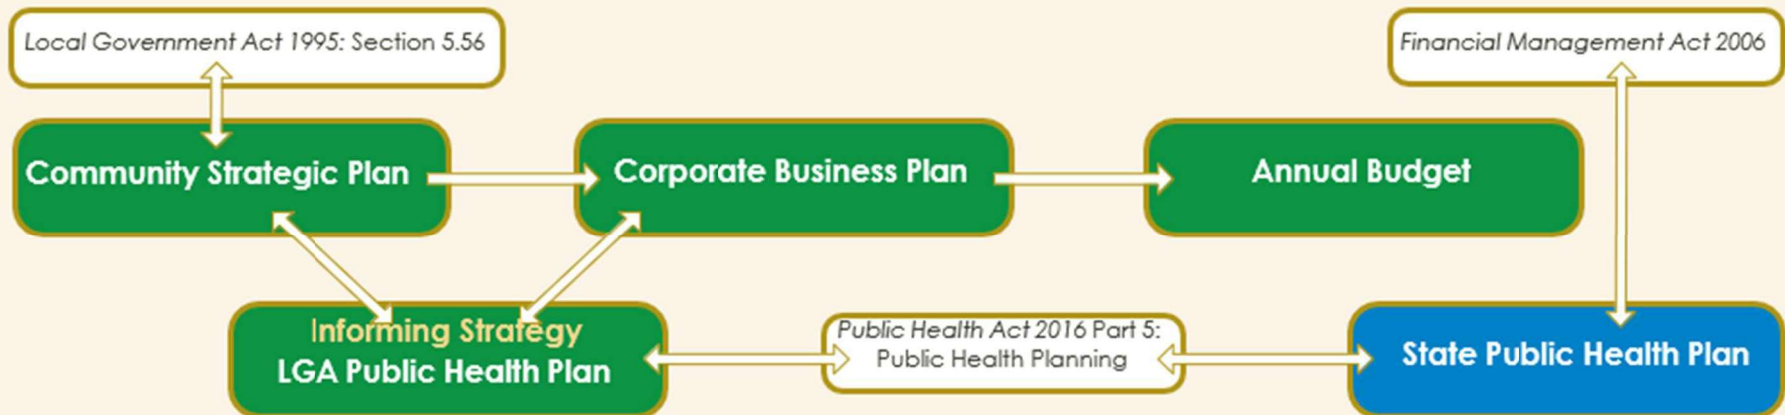 Local Government Act 1995: Section 5.56
Financial Management Act 2006
Community Strategic Plan
Corporate Business Plan
Annual Budget
Informing Strategy
LGA Public Health Plan
Public Health Act 2016 Part 5:
Public Health Planning
State Public Health Plan